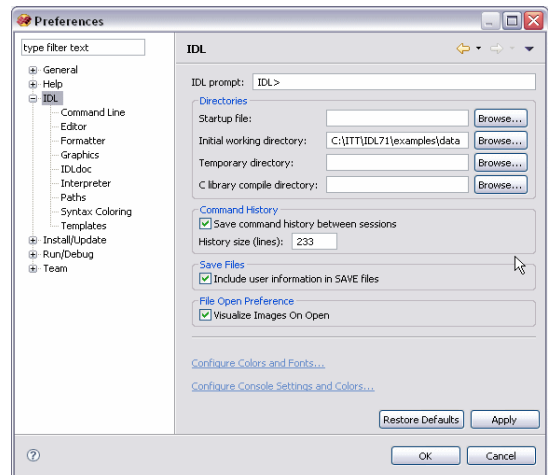 Preferences
type filter text
General
Help
IDL
Command Line
Editor
Formatter
Graphics
IDLdoc
Interpreter
Paths
Syntax Coloring
Templates
Install/Update
Run/Debug
Team
IDL
IDL prompt: IDL>
Directories
Startup file: Browse...
Initial working directory: C:\ITT\IDL71\examples\data Browse...
Temporary directory: Browse...
C library compile directory: Browse...
Command History
Save command history between sessions
History size (lines): 233
Save Files
Include user information in SAVE files
File Open Preference
Visualize Images On Open
Configure Colors and Fonts...
Configure Console Settings and Colors...
Restore Defaults Apply
? OK Cancel